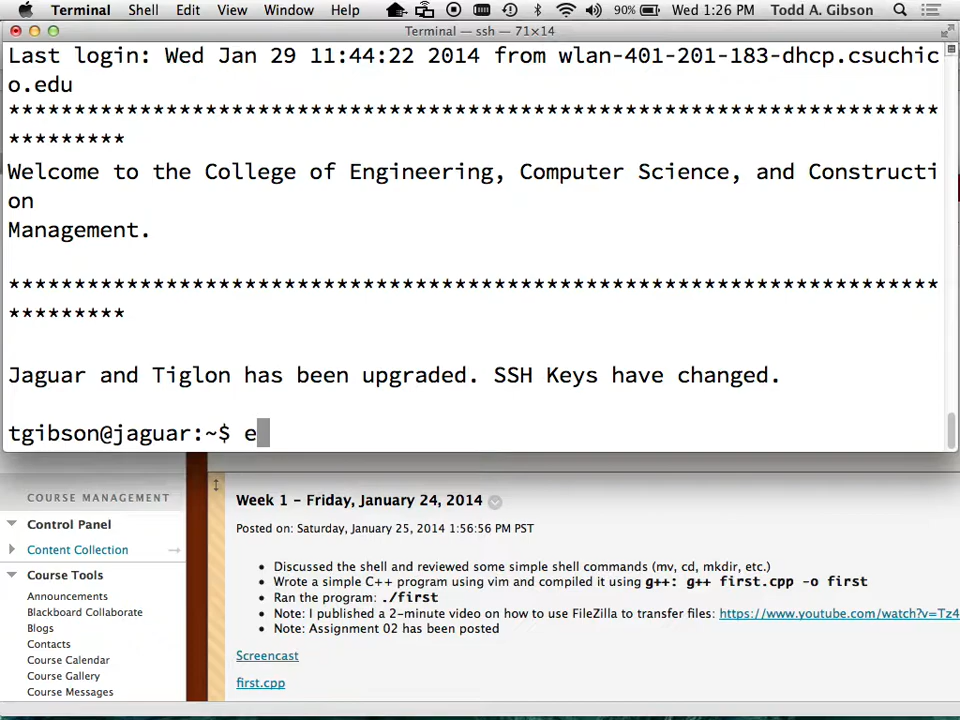 Terminal Shell Edit View Window Help 90% Wed 1:26 PM Todd A. Gibson
Terminal — ssh — 71×14
Last login: Wed Jan 29 11:44:22 2014 from wlan-401-201-183-dhcp.csuchic
o.edu
***********************************************************************
*********
Welcome to the College of Engineering, Computer Science, and Constructi
on
Management.
***********************************************************************
*********
Jaguar and Tiglon has been upgraded. SSH Keys have changed.
tgibson@jaguar:~$ e
COURSE MANAGEMENT
Control Panel
Content Collection
Course Tools
Announcements
Blackboard Collaborate
Blogs
Contacts
Course Calendar
Course Gallery
Course Messages
Week 1 – Friday, January 24, 2014
Posted on: Saturday, January 25, 2014 1:56:56 PM PST
• Discussed the shell and reviewed some simple shell commands (mv, cd, mkdir, etc.)
• Wrote a simple C++ program using vim and compiled it using g++: g++ first.cpp -o first
• Ran the program: ./first
• Note: I published a 2-minute video on how to use FileZilla to transfer files: https://www.youtube.com/watch?v=Tz4
• Note: Assignment 02 has been posted
Screencast
first.cpp